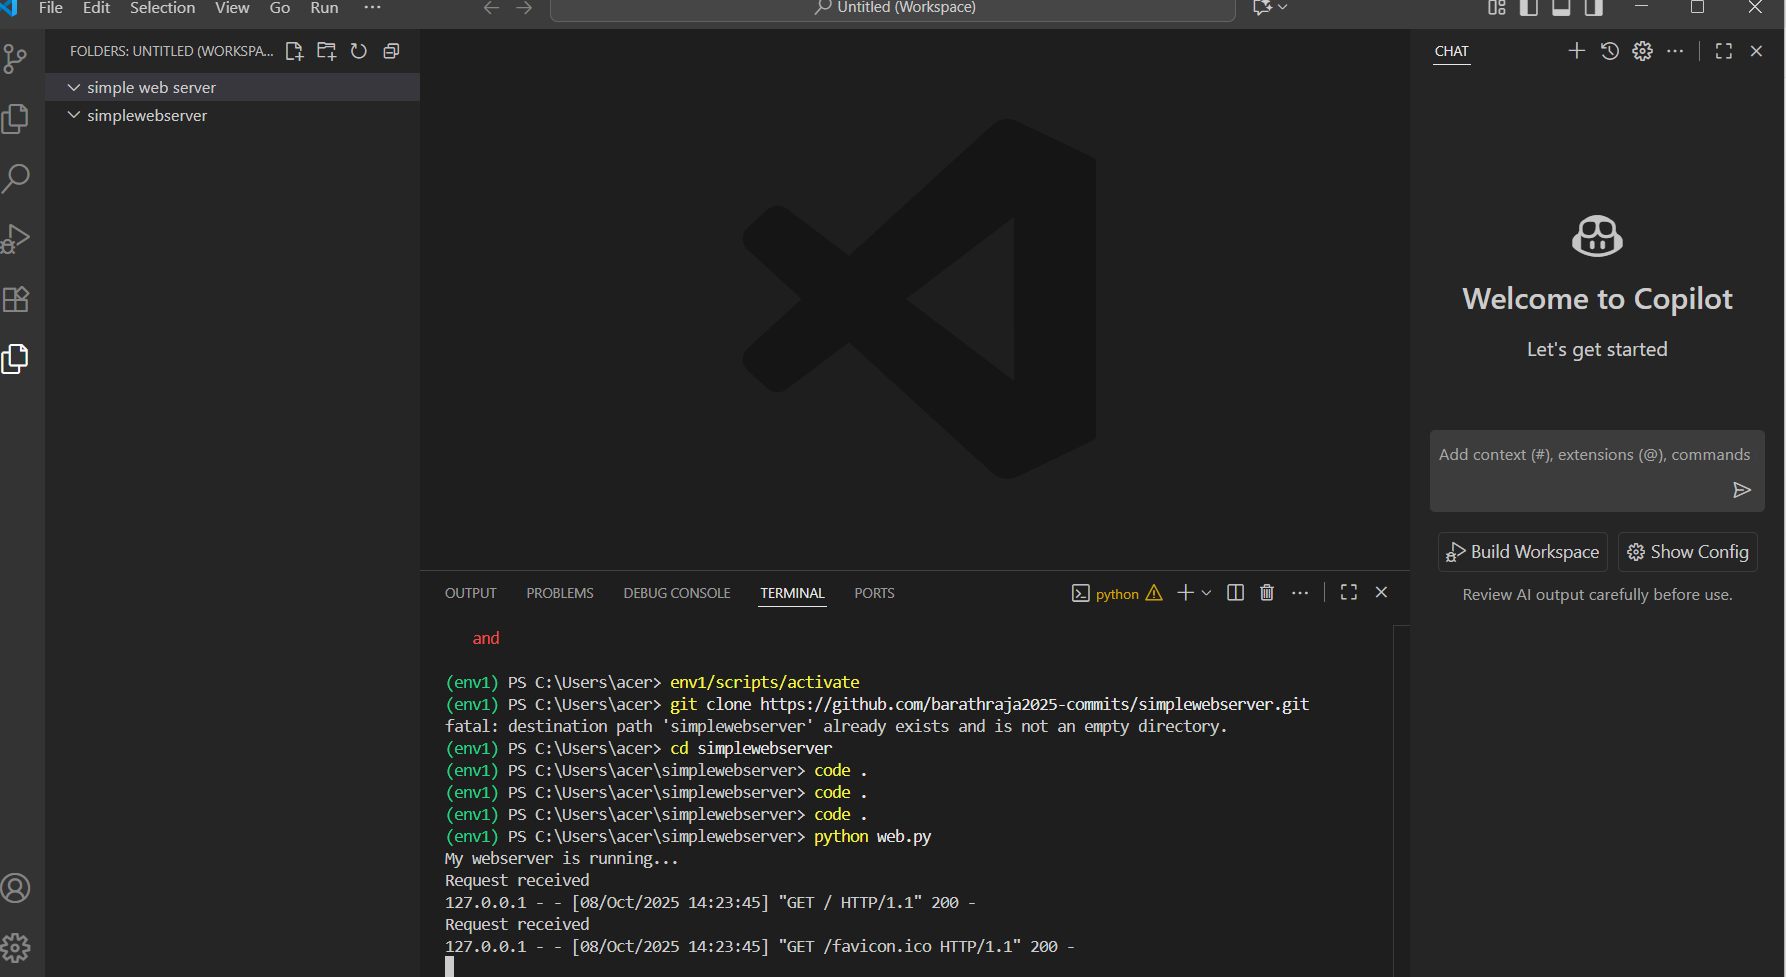 File Edit Selection View Go Run ...
Untitled (Workspace)
FOLDERS: UNTITLED (WORKSPA...
simple web server
simplewebserver
CHAT
Welcome to Copilot
Let's get started
Add context (#), extensions (@), commands
Build Workspace
Show Config
Review AI output carefully before use.
OUTPUT PROBLEMS DEBUG CONSOLE TERMINAL PORTS
python
and
(env1) PS C:\Users\acer> env1/scripts/activate
(env1) PS C:\Users\acer> git clone https://github.com/barathraja2025-commits/simplewebserver.git
fatal: destination path 'simplewebserver' already exists and is not an empty directory.
(env1) PS C:\Users\acer> cd simplewebserver
(env1) PS C:\Users\acer\simplewebserver> code .
(env1) PS C:\Users\acer\simplewebserver> code .
(env1) PS C:\Users\acer\simplewebserver> code .
(env1) PS C:\Users\acer\simplewebserver> python web.py
My webserver is running...
Request received
127.0.0.1 - - [08/Oct/2025 14:23:45] "GET / HTTP/1.1" 200 -
Request received
127.0.0.1 - - [08/Oct/2025 14:23:45] "GET /favicon.ico HTTP/1.1" 200 -